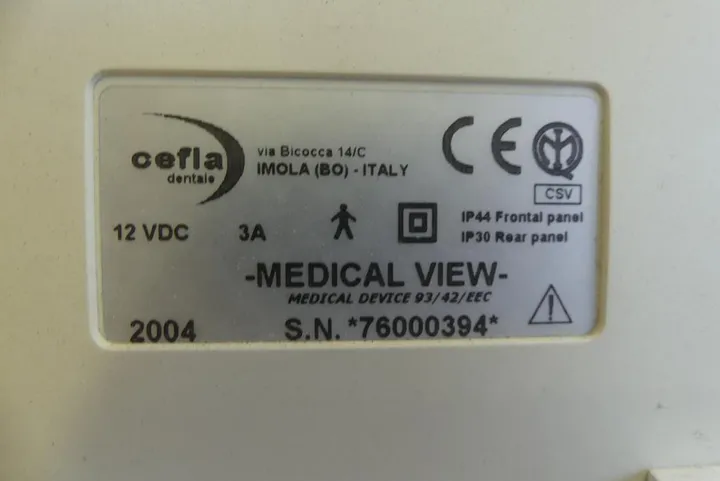 cefla
dentale
via Bicocca 14/C
IMOLA (BO) - ITALY
CE
IMQ
CSV
12 VDC 3A
IP44 Frontal panel
IP30 Rear panel
-MEDICAL VIEW-
MEDICAL DEVICE 93/42/EEC
2004 S.N. *76000394*